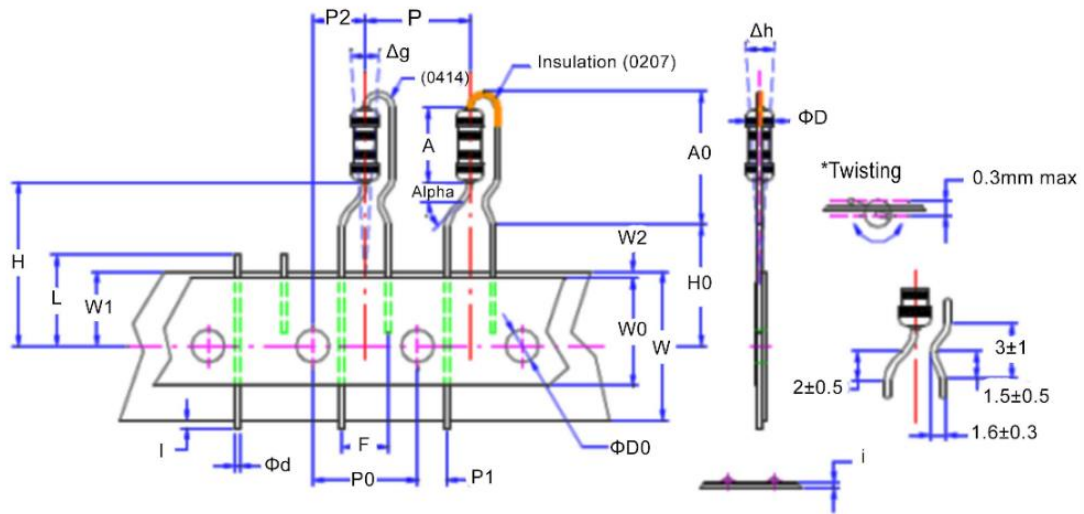 P2
P
Δg
(0414)
Insulation (0207)
Δh
ΦD
A
A0
Alpha
*Twisting
0.3mm max
H
L
W1
W2
H0
W0
W
3±1
2±0.5
1.5±0.5
1.6±0.3
I
F
ΦD0
Φd
P0
P1
i